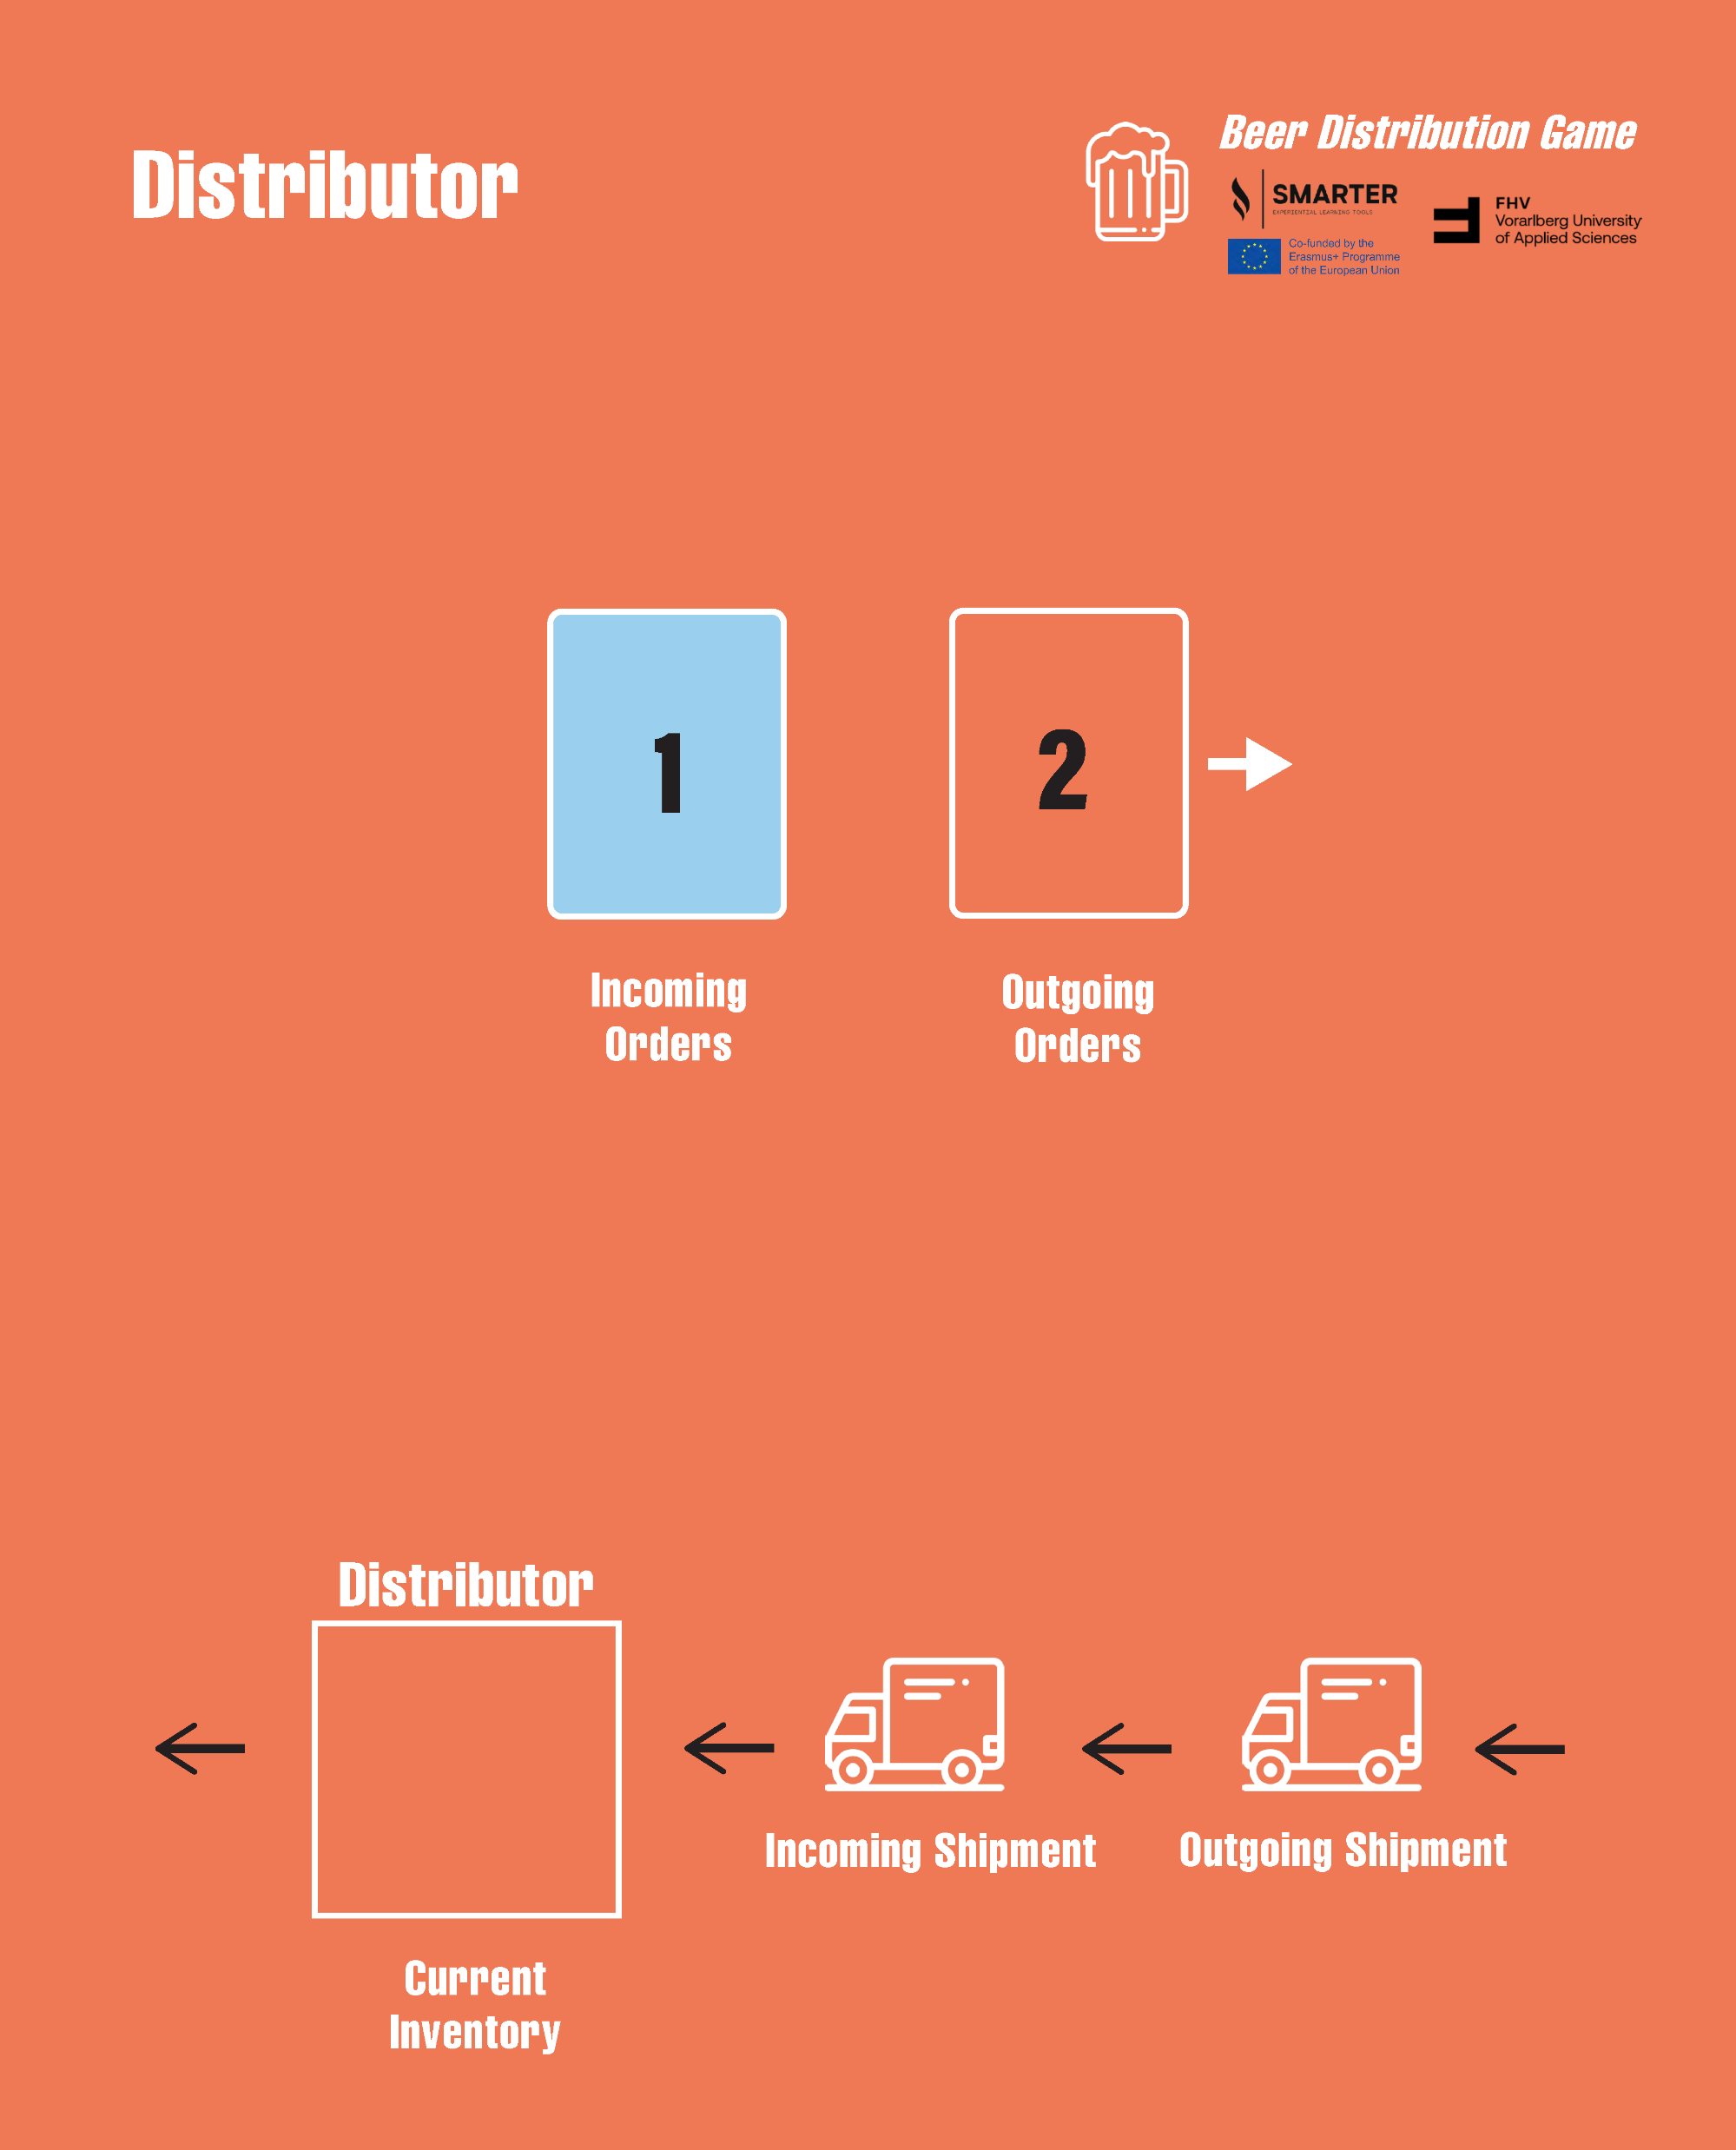 Distributor
Beer Distribution Game
SMARTER
EXPERIENTIAL LEARNING TOOLS
Co-funded by the
Erasmus+ Programme
of the European Union
FHV
Vorarlberg University
of Applied Sciences
1
2
Incoming
Orders
Outgoing
Orders
Distributor
Incoming Shipment
Outgoing Shipment
Current
Inventory